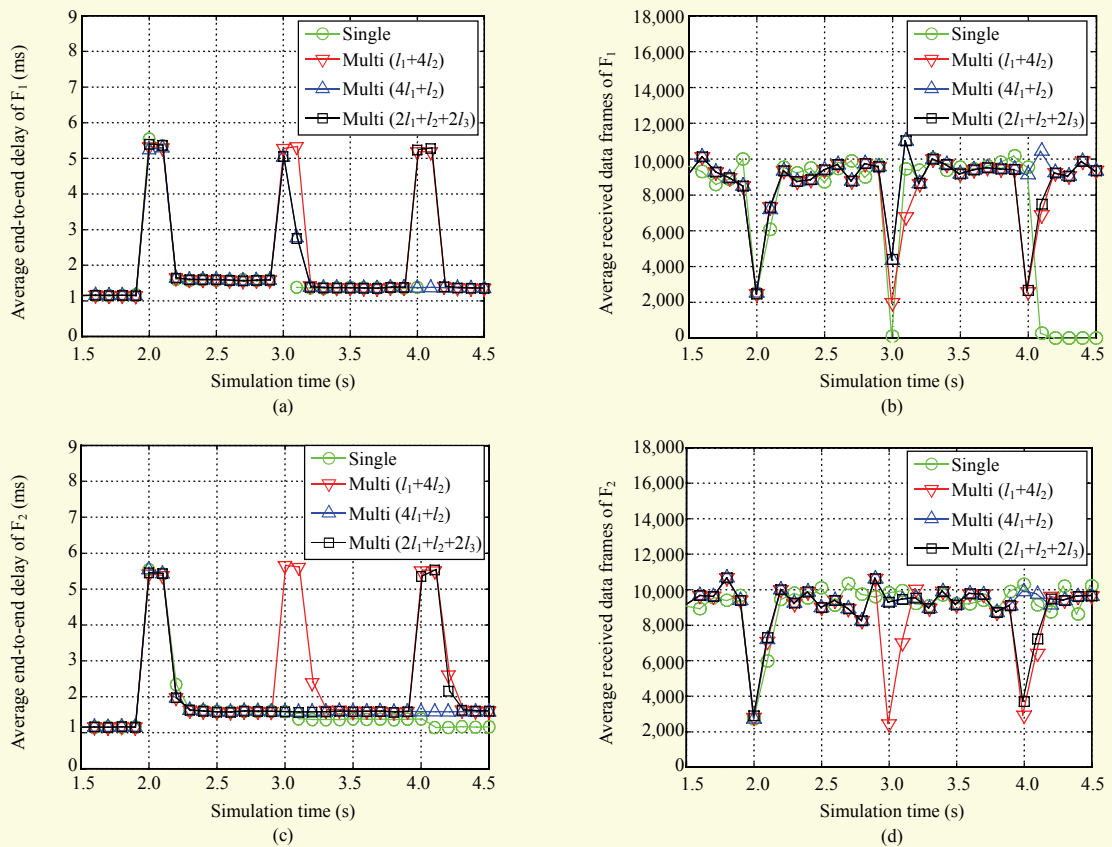 Average end-to-end delay of F₁ (ms)
9
8
7
6
5
4
3
2
1
0
Single
Multi (l₁+4l₂)
Multi (4l₁+l₂)
Multi (2l₁+l₂+2l₃)
1.5 2.0 2.5 3.0 3.5 4.0 4.5
Simulation time (s)
(a)
Average received data frames of F₁
18,000
16,000
14,000
12,000
10,000
8,000
6,000
4,000
2,000
0
Single
Multi (l₁+4l₂)
Multi (4l₁+l₂)
Multi (2l₁+l₂+2l₃)
1.5 2.0 2.5 3.0 3.5 4.0 4.5
Simulation time (s)
(b)
Average end-to-end delay of F₂ (ms)
9
8
7
6
5
4
3
2
1
0
Single
Multi (l₁+4l₂)
Multi (4l₁+l₂)
Multi (2l₁+l₂+2l₃)
1.5 2.0 2.5 3.0 3.5 4.0 4.5
Simulation time (s)
(c)
Average received data frames of F₂
18,000
16,000
14,000
12,000
10,000
8,000
6,000
4,000
2,000
0
Single
Multi (l₁+4l₂)
Multi (4l₁+l₂)
Multi (2l₁+l₂+2l₃)
1.5 2.0 2.5 3.0 3.5 4.0 4.5
Simulation time (s)
(d)